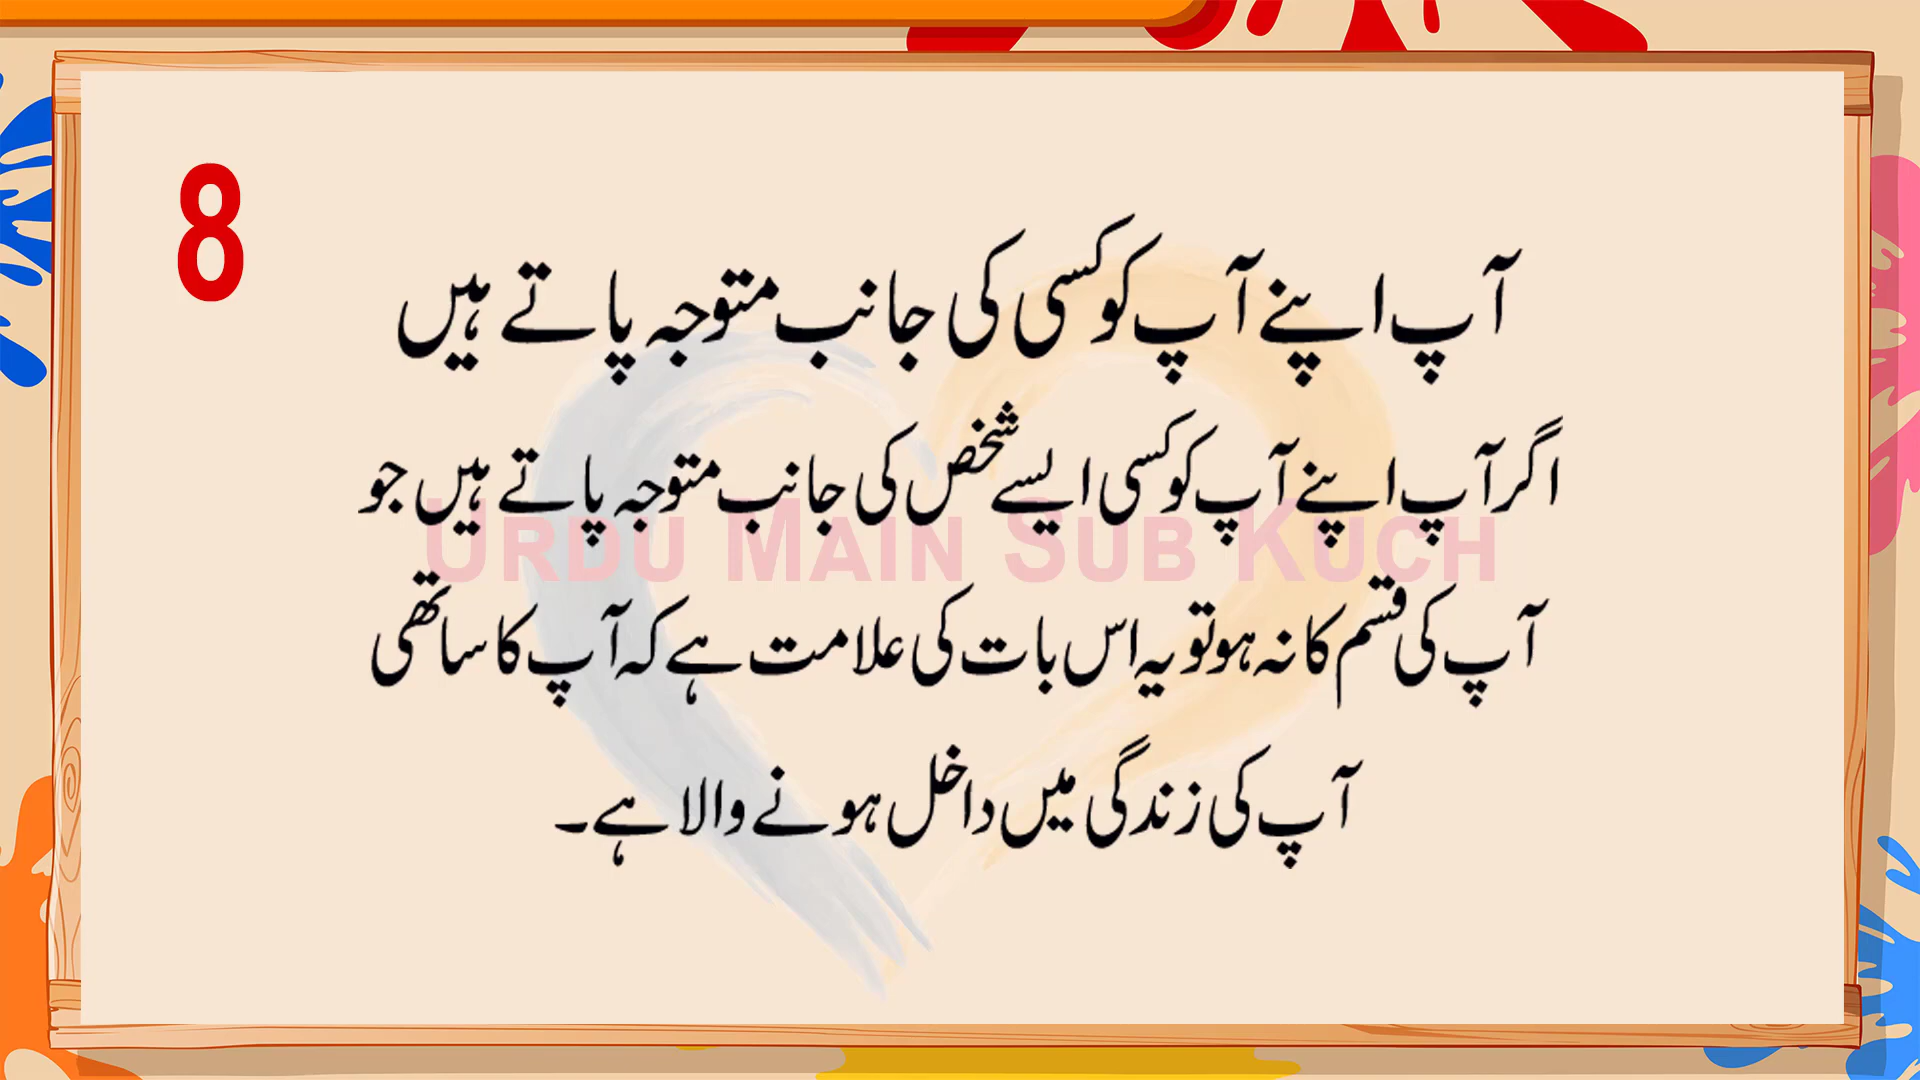 8
آپ اپنے آپ کو کسی کی جانب متوجہ پاتے ہیں
اگر آپ اپنے آپ کو کسی ایسے شخص کی جانب متوجہ پاتے ہیں جو
URDU MAIN SUB KUCH
آپ کی قسم کا نہ ہو تو یہ اس بات کی علامت ہے کہ آپ کا ساتھی
آپ کی زندگی میں داخل ہونے والا ہے۔